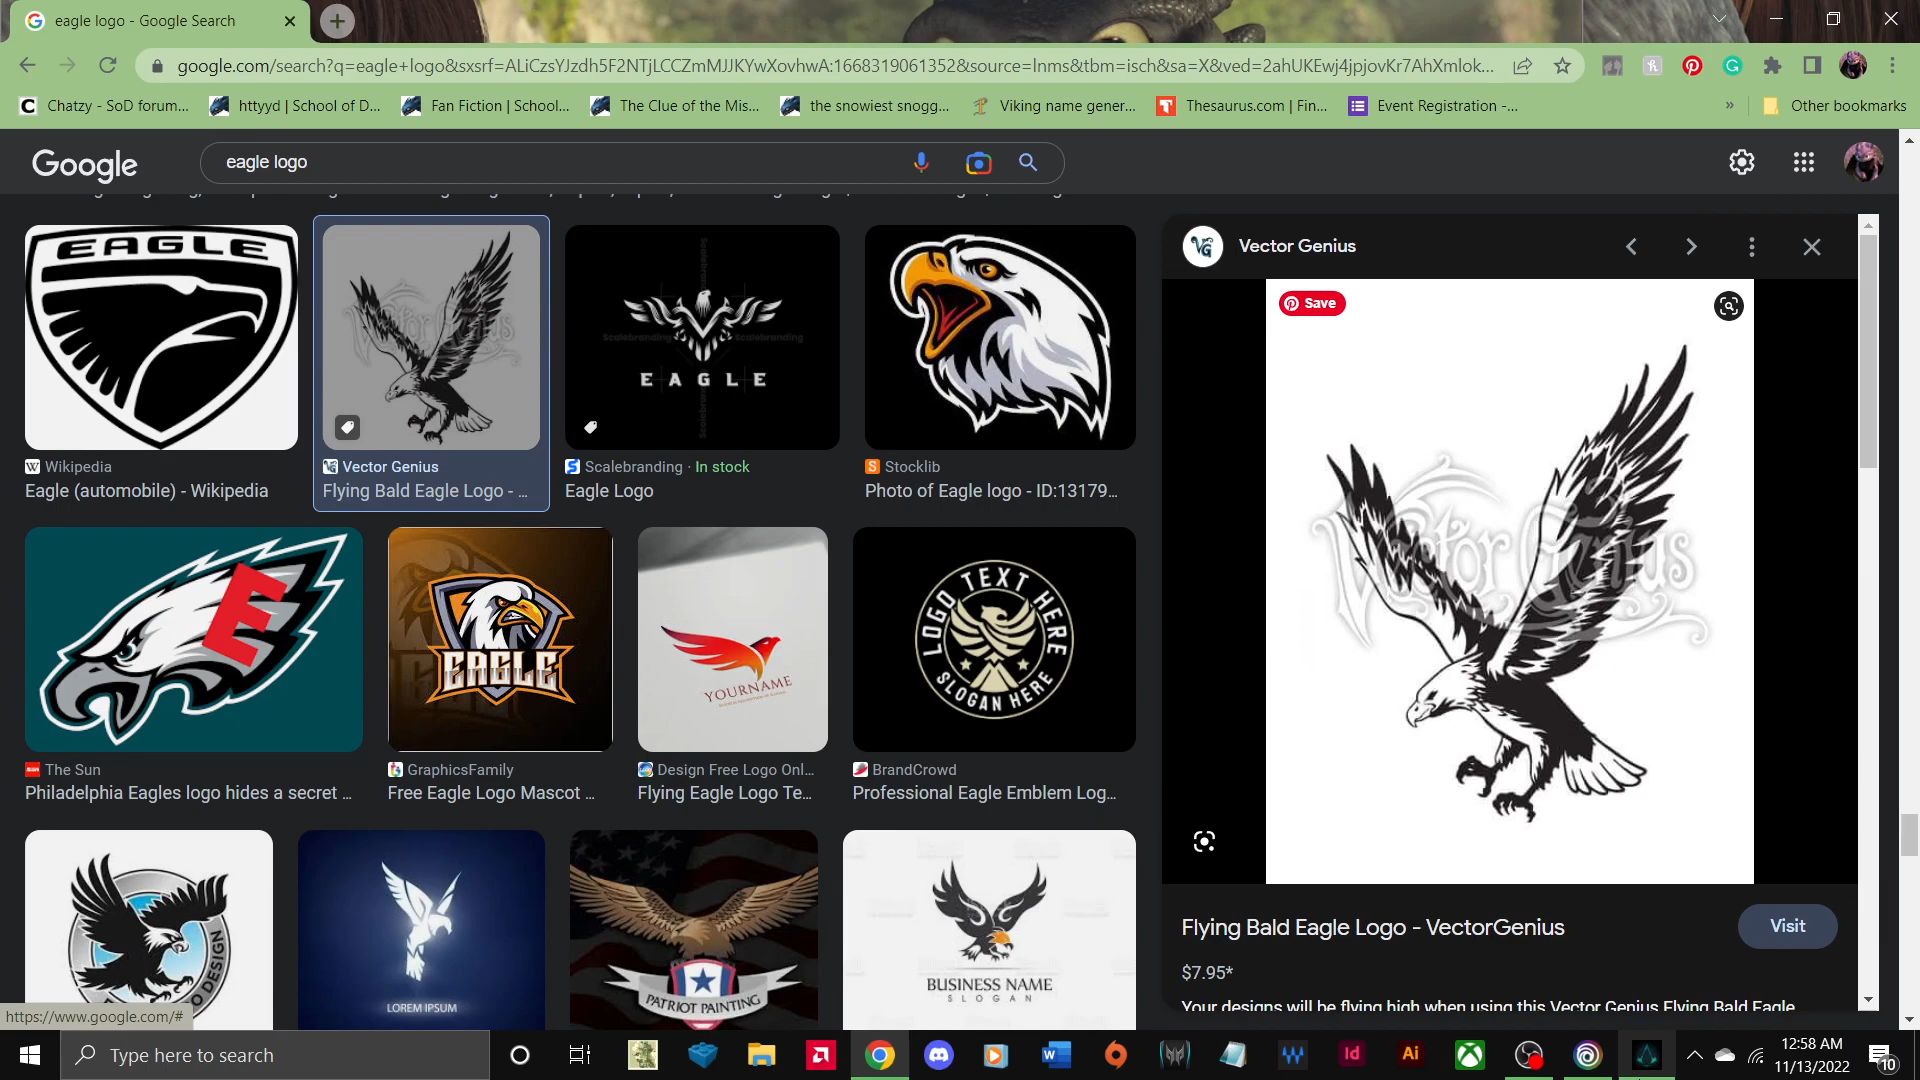 eagle logo - Google Search
google.com/search?q=eagle+logo&sxsrf=ALiCzsYJzdh5F2NTjLCCZmMJJKYwXovhwA:1668319061352&source=lnms&tbm=isch&sa=X&ved=2ahUKEwj4jpjovKr7AhXmlok...
Chatzy - SoD forum...
httyyd | School of D...
Fan Fiction | School...
The Clue of the Mis...
the snowiest snogg...
Viking name gener...
Thesaurus.com | Fin...
Event Registration -...
»
Other bookmarks
Google
eagle logo
EAGLE
Vector Genius
EAGLE
Scalebranding
Scalebranding
Wikipedia
Eagle (automobile) - Wikipedia
Vector Genius
Flying Bald Eagle Logo - ...
Scalebranding · In stock
Eagle Logo
Stocklib
Photo of Eagle logo - ID:13179...
E
EAGLE
YOURNAME
LOGO TEXT HERE
SLOGAN HERE
The Sun
Philadelphia Eagles logo hides a secret ...
GraphicsFamily
Free Eagle Logo Mascot ...
Design Free Logo Onl...
Flying Eagle Logo Te...
BrandCrowd
Professional Eagle Emblem Log...
O DESIGN
LOREM IPSUM
PATRIOT PAINTING
BUSINESS NAME
SLOGAN
VG
Vector Genius
Save
Vector Genius
Flying Bald Eagle Logo - VectorGenius
Visit
$7.95*
Your designs will be flying high when using this Vector Genius Flying Bald Eagle
https://www.google.com/#
Type here to search
12:58 AM
11/13/2022
10